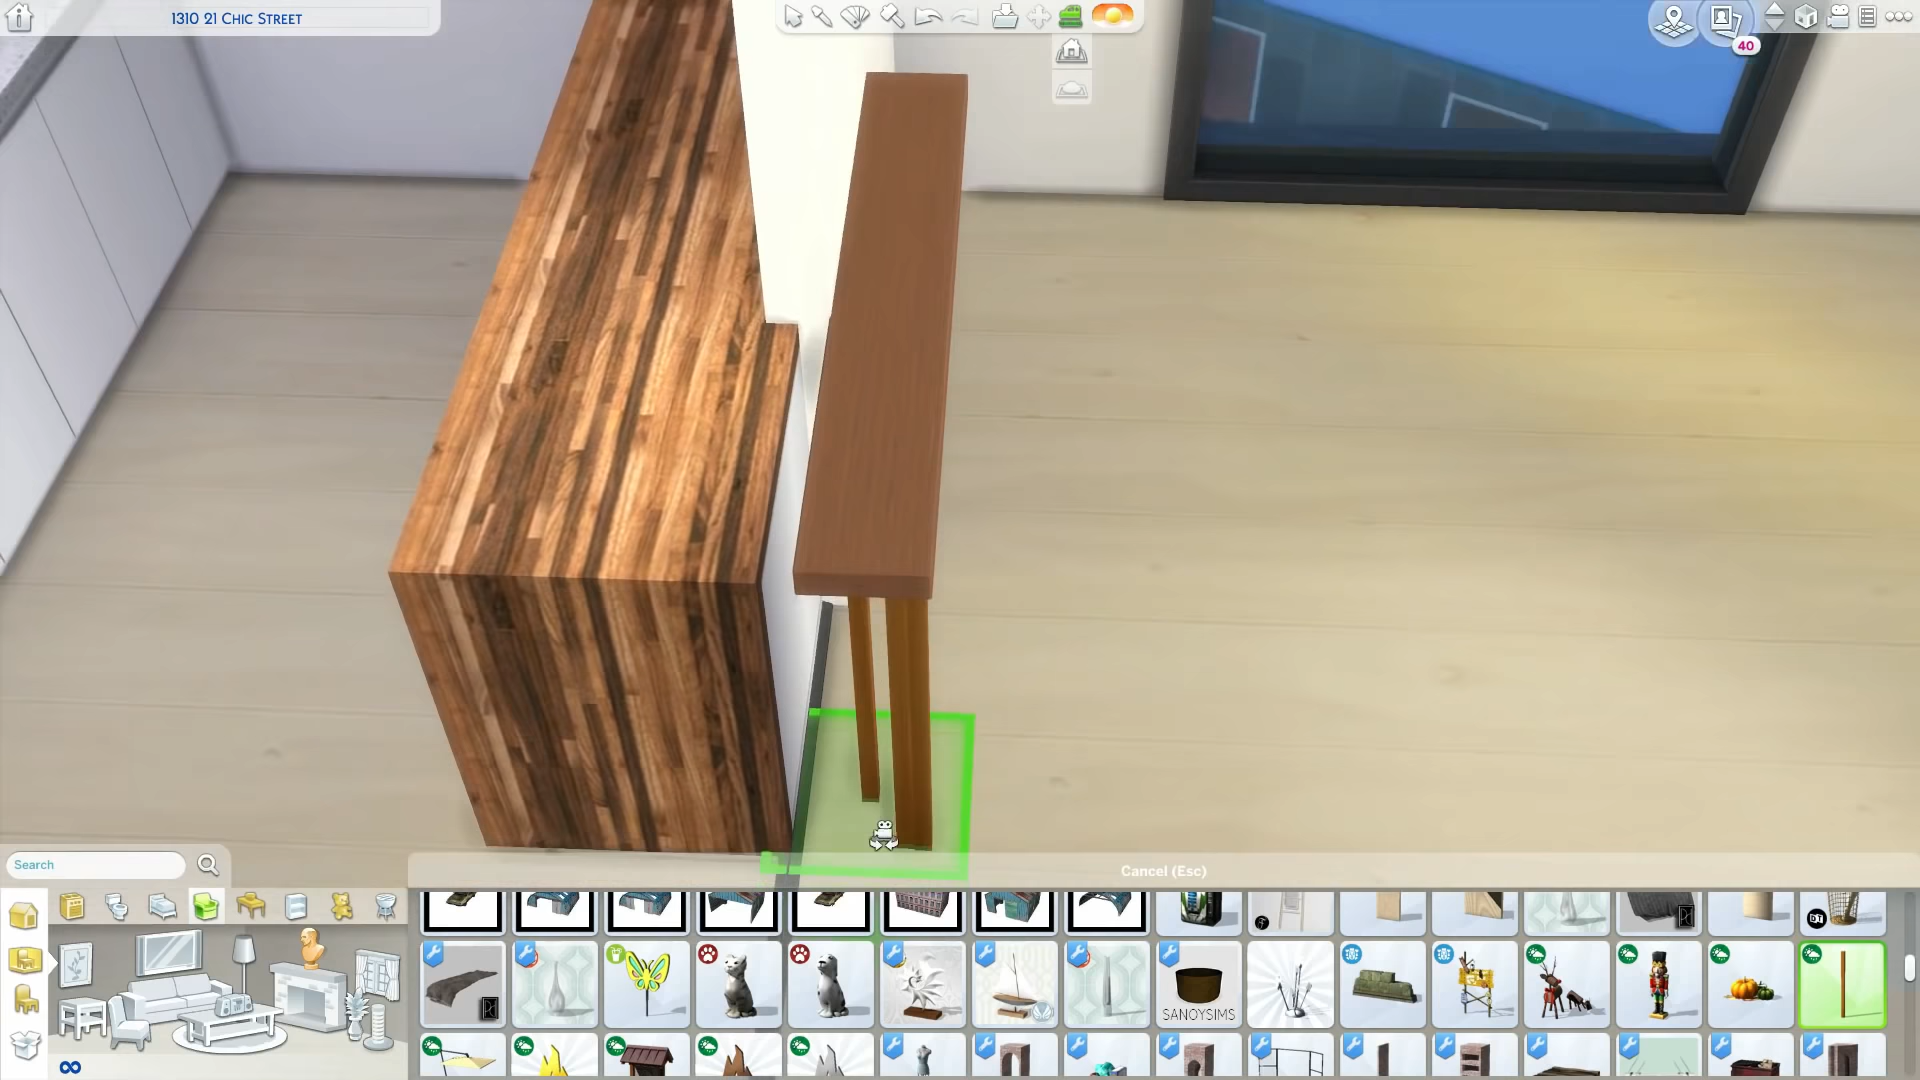 1310 21 Chic Street
40
Search
Cancel (Esc)
SANOYSIMS